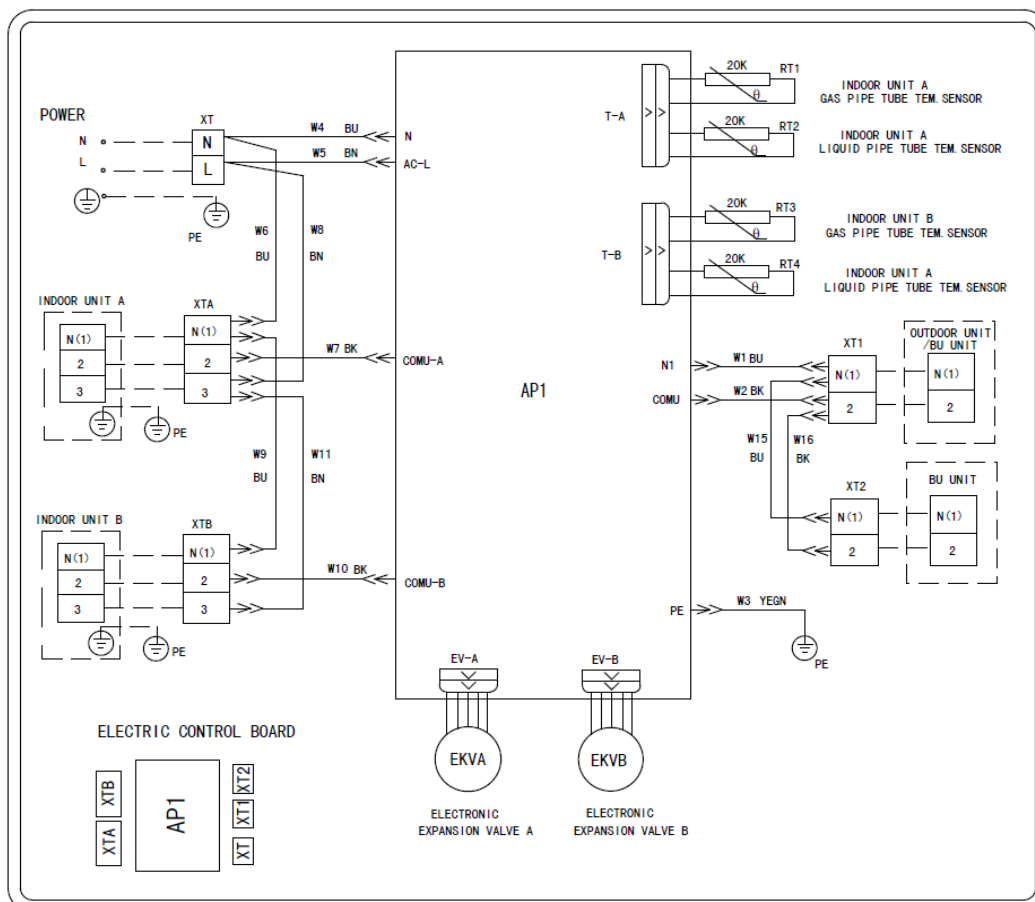 POWER
N
L
PE
XT
N
L
W4 BU
N
W5 BN
AC-L
W6
BU
W8
BN
INDOOR UNIT A
N(1)
2
3
PE
XTA
N(1)
2
3
W7 BK
COMU-A
W9
BU
W11
BN
INDOOR UNIT B
N(1)
2
3
PE
XTB
N(1)
2
3
W10 BK
COMU-B
AP1
T-A
20K
RT1
INDOOR UNIT A
GAS PIPE TUBE TEM. SENSOR
θ
20K
RT2
INDOOR UNIT A
LIQUID PIPE TUBE TEM. SENSOR
θ
T-B
20K
RT3
INDOOR UNIT B
GAS PIPE TUBE TEM. SENSOR
θ
20K
RT4
INDOOR UNIT A
LIQUID PIPE TUBE TEM. SENSOR
θ
N1
W1 BU
COMU
W2 BK
XT1
N(1)
2
OUTDOOR UNIT
/BU UNIT
N(1)
2
W15
BU
W16
BK
XT2
N(1)
2
BU UNIT
N(1)
2
PE
W3 YEGN
PE
EV-A
EKVA
ELECTRONIC
EXPANSION VALVE A
EV-B
EKVB
ELECTRONIC
EXPANSION VALVE B
ELECTRIC CONTROL BOARD
XTB
XTA
AP1
XT2
XT1
XT